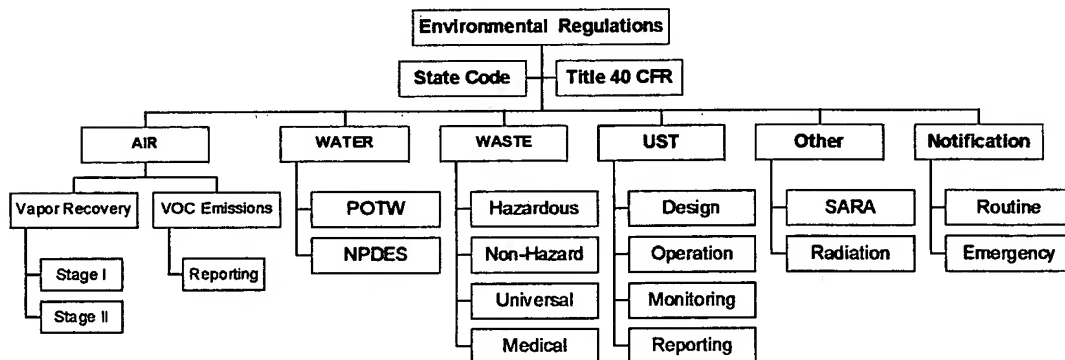 Environmental Regulations
State Code
Title 40 CFR
AIR
WATER
WASTE
UST
Other
Notification
Vapor Recovery
VOC Emissions
POTW
Hazardous
Design
SARA
Routine
Stage I
Reporting
NPDES
Non-Hazard
Operation
Radiation
Emergency
Stage II
Universal
Monitoring
Medical
Reporting